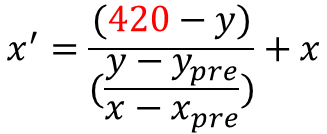 x′ = (420 − y) / ((y − y_pre) / (x − x_pre)) + x